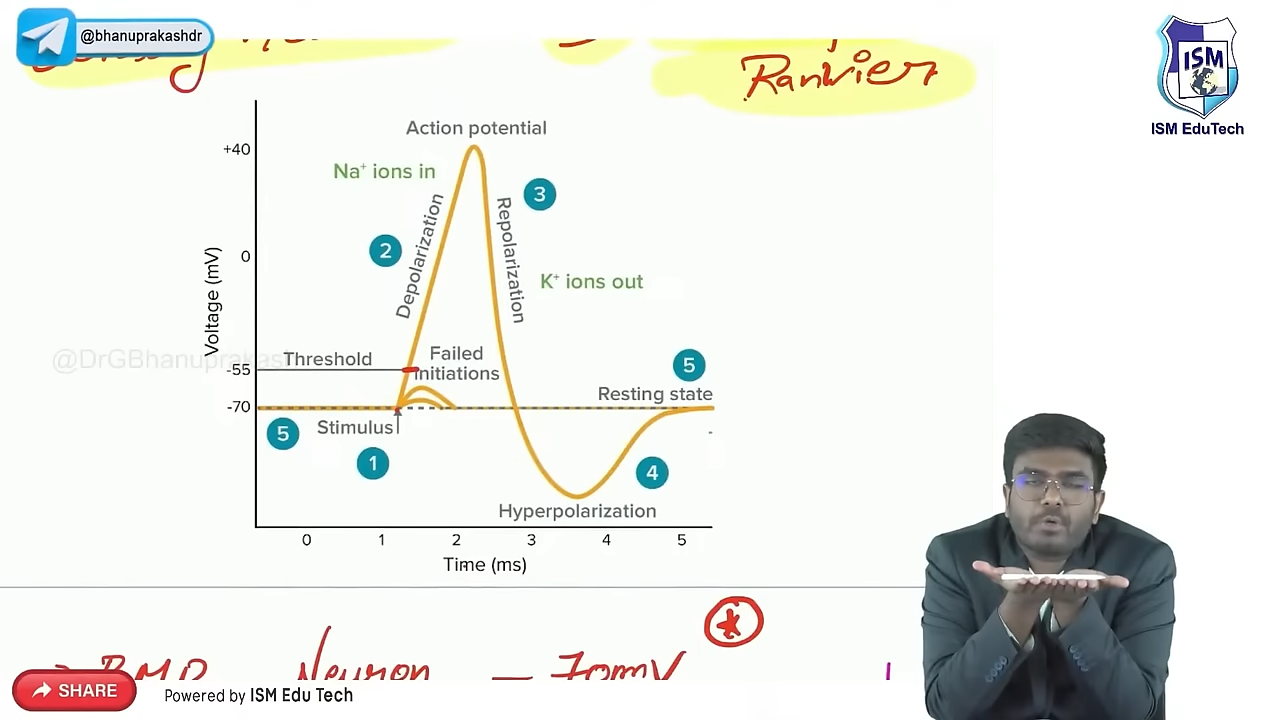 @bhanuprakashdr
Ranvier
ISM
ISM EduTech
Action potential
+40
Na+ ions in
3
2
Depolarization
Repolarization
0
K+ ions out
Voltage (mV)
@DrGBhanuprakash
Threshold
Failed
initiations
-55
5
Resting state
-70
5
Stimulus
1
4
Hyperpolarization
0 1 2 3 4 5
Time (ms)
RMP Neuron - 70mV
SHARE
Powered by ISM Edu Tech